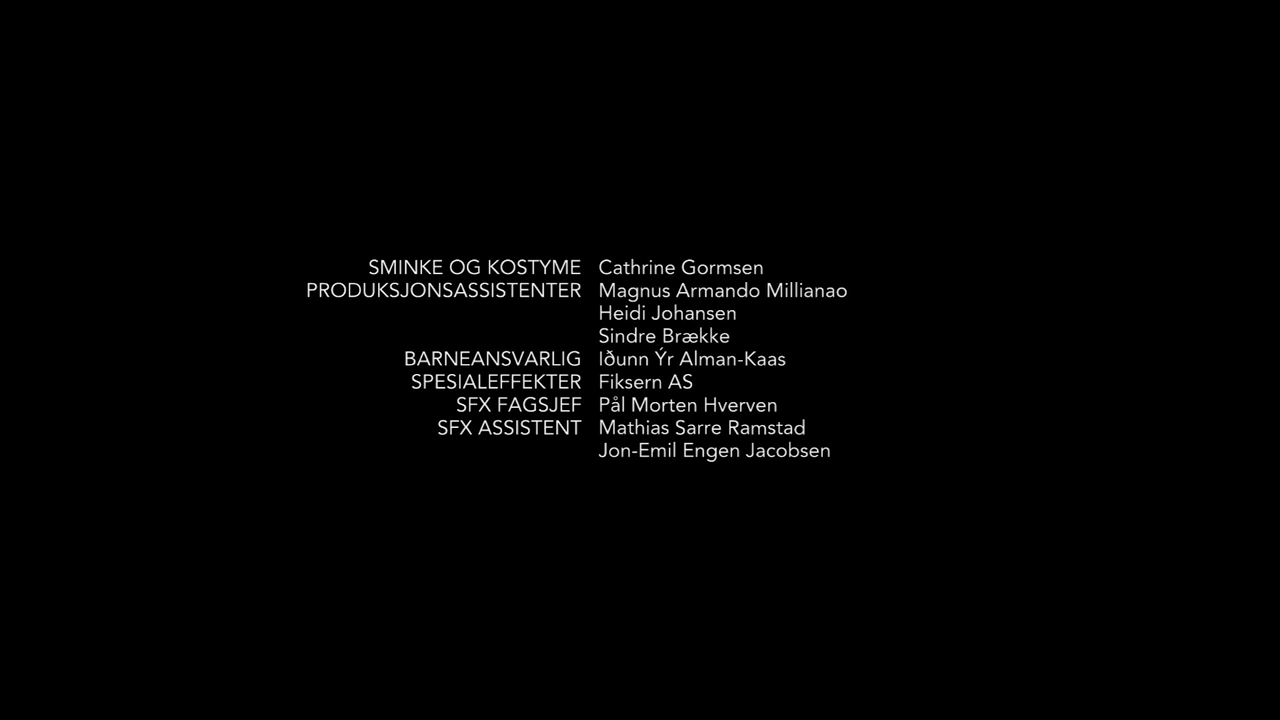 SMINKE OG KOSTYME Cathrine Gormsen
PRODUKSJONSASSISTENTER Magnus Armando Millianao
Heidi Johansen
Sindre Brække
BARNEANSVARLIG Iðunn Ýr Alman-Kaas
SPESIALEFFEKTER Fiksern AS
SFX FAGSJEF Pål Morten Hverven
SFX ASSISTENT Mathias Sarre Ramstad
Jon-Emil Engen Jacobsen